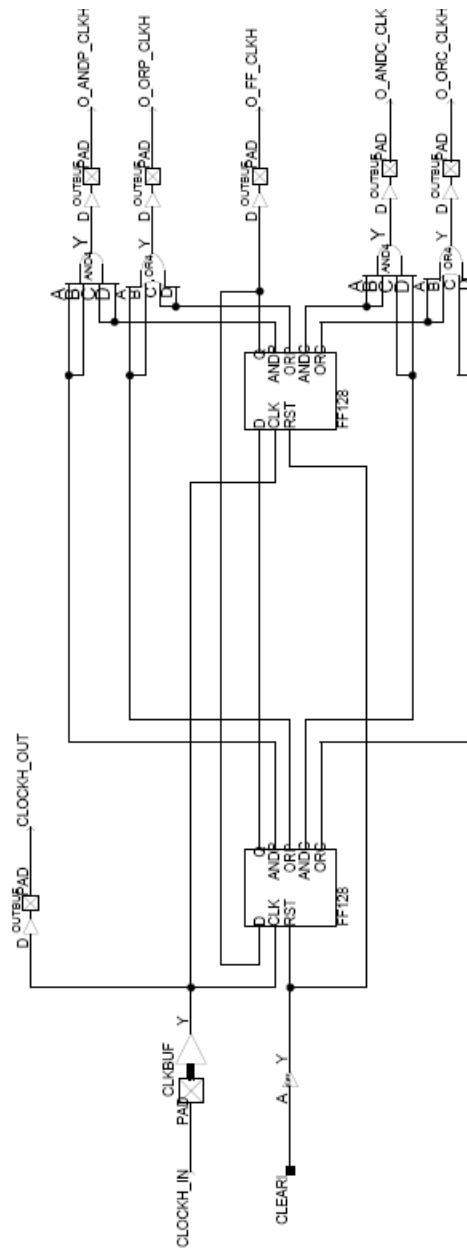 D
OUTBUF
PAD
CLOCKH_OUT
A
B
C
D
AND4
Y
D
OUTBUF
PAD
O_ANDP_CLKH
A
B
C
D
OR4
Y
D
OUTBUF
PAD
O_ORP_CLKH
CLOCKH_IN
PAD
CLKBUF
Y
D
CLK
RST
Q
ANDP
ORP
ANDC
ORC
FF128
D
CLK
RST
Q
ANDP
ORP
ANDC
ORC
FF128
D
OUTBUF
PAD
O_FF_CLKH
CLEARI
A
Y
A
B
C
D
AND4
Y
D
OUTBUF
PAD
O_ANDC_CLK
A
B
C
D
OR4
Y
D
OUTBUF
PAD
O_ORC_CLKH